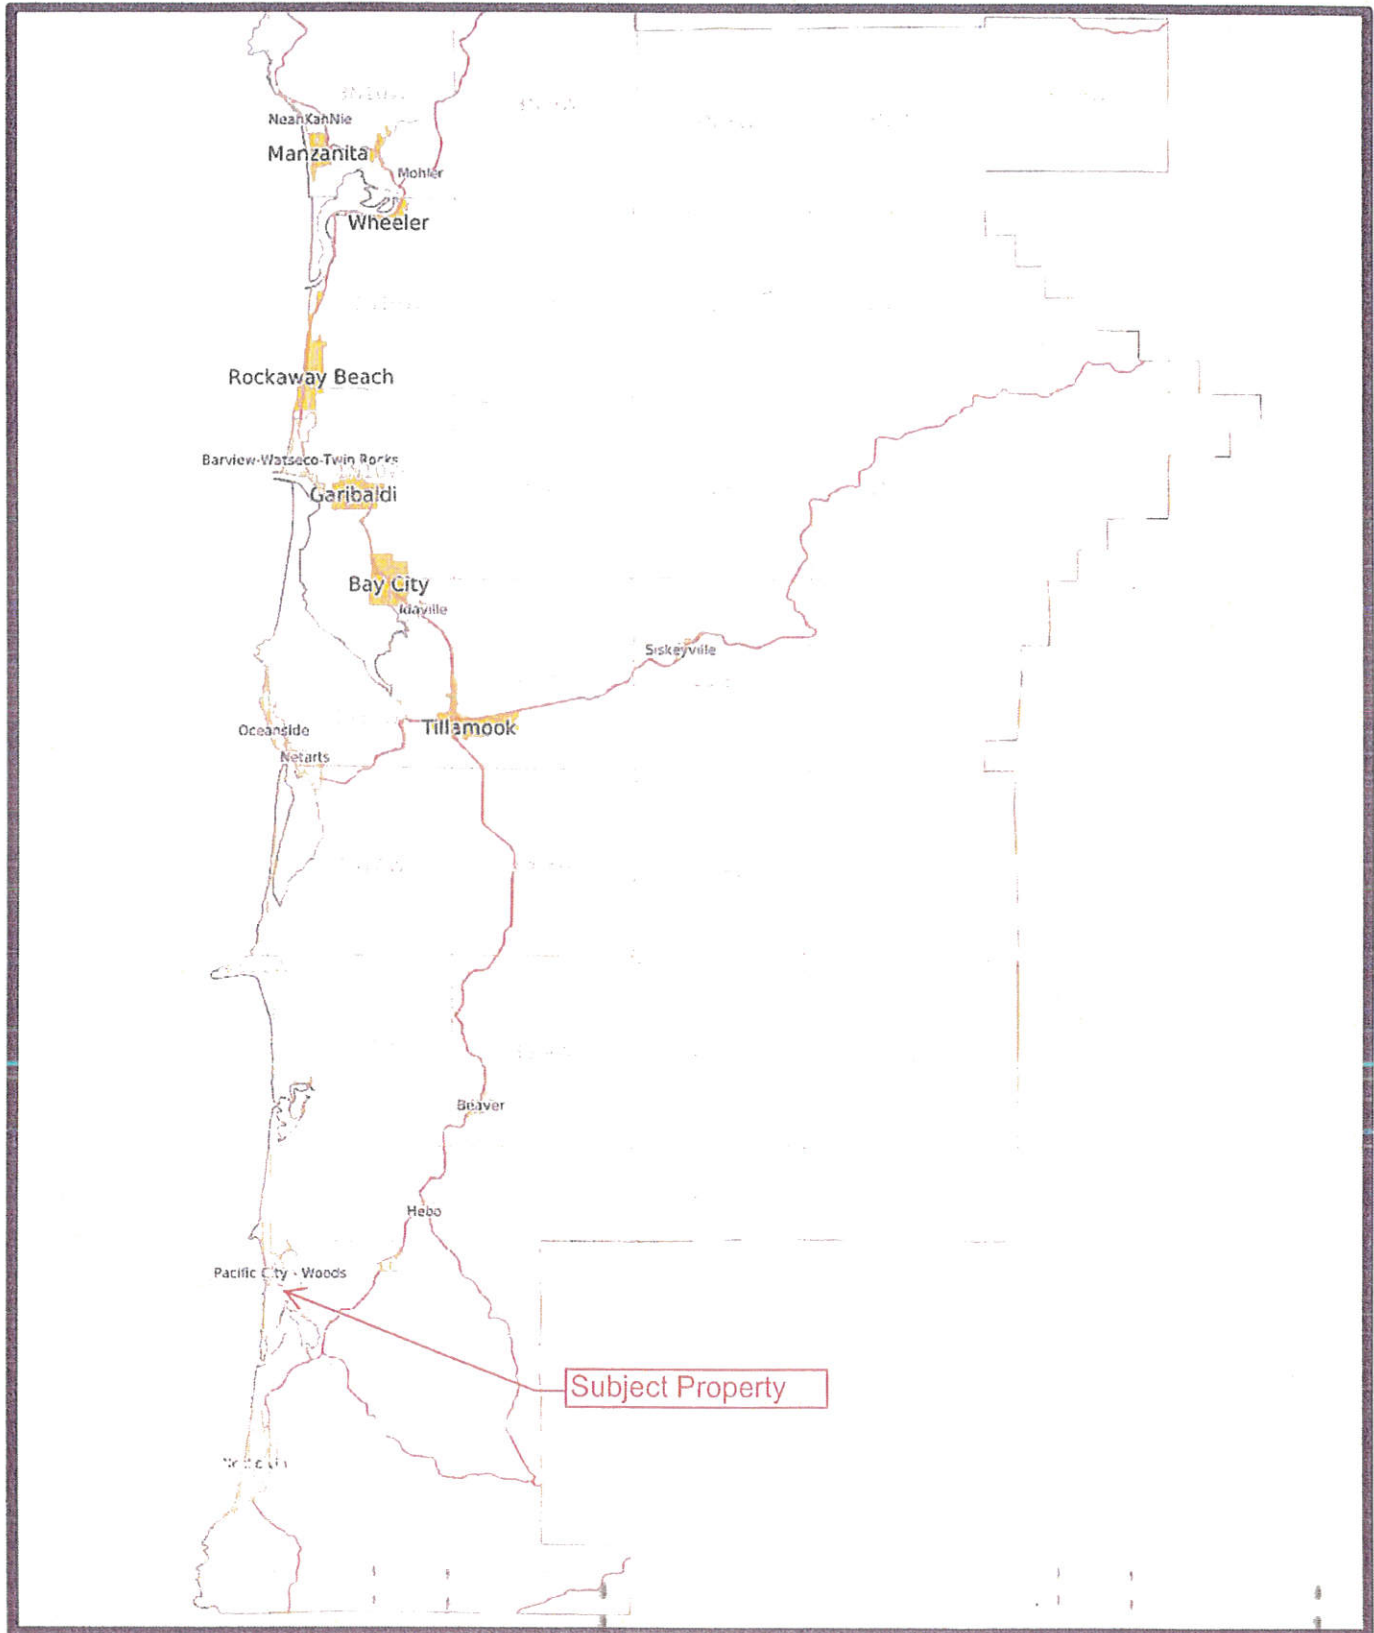 NeahKahNie
Manzanita
Mohler
Wheeler
Rockaway Beach
Barview-Watseco-Twin Rocks
Garibaldi
Bay City
Idaville
Siskeyville
Tillamook
Oceanside
Netarts
Beaver
Hebo
Pacific City - Woods
Subject Property